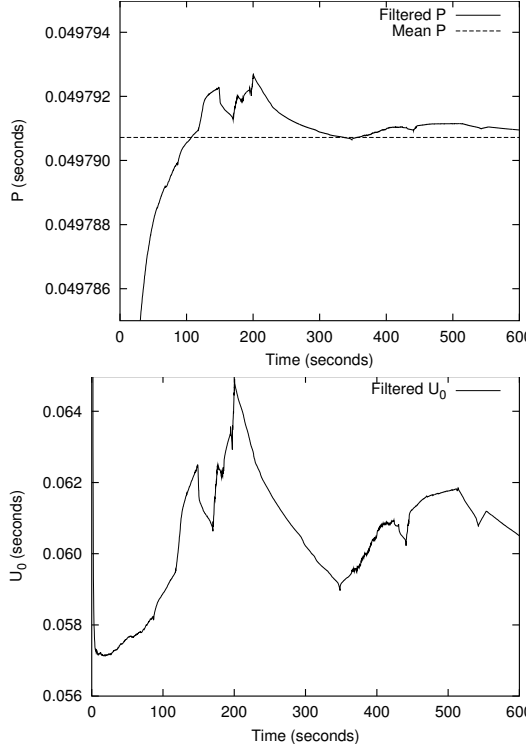 0.049794
0.049792
0.049790
0.049788
0.049786
P (seconds)
Filtered P
Mean P
0 100 200 300 400 500 600
Time (seconds)
0.064
0.062
0.060
0.058
0.056
U0 (seconds)
Filtered U0
0 100 200 300 400 500 600
Time (seconds)